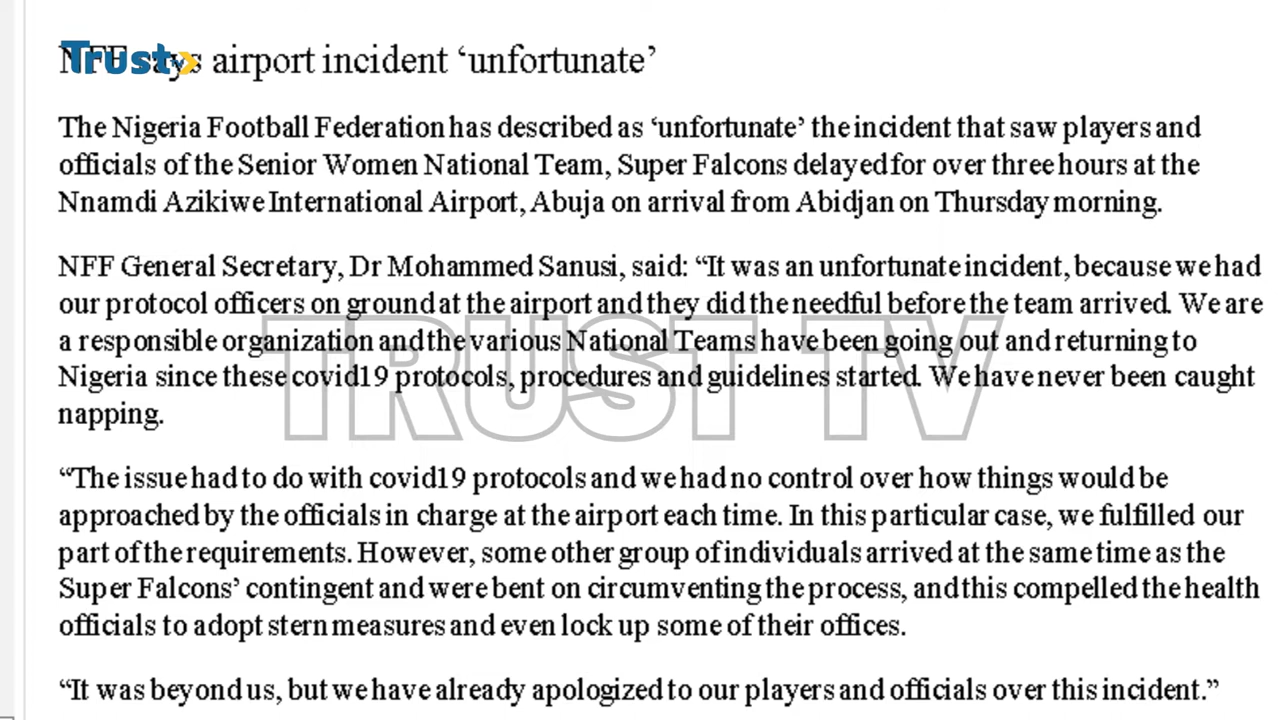 Trust
NFF says airport incident ‘unfortunate’
The Nigeria Football Federation has described as ‘unfortunate’ the incident that saw players and
officials of the Senior Women National Team, Super Falcons delayed for over three hours at the
Nnamdi Azikiwe International Airport, Abuja on arrival from Abidjan on Thursday morning.
NFF General Secretary, Dr Mohammed Sanusi, said: “It was an unfortunate incident, because we had
our protocol officers on ground at the airport and they did the needful before the team arrived. We are
a responsible organization and the various National Teams have been going out and returning to
Nigeria since these covid19 protocols, procedures and guidelines started. We have never been caught
napping.
TRUST TV
“The issue had to do with covid19 protocols and we had no control over how things would be
approached by the officials in charge at the airport each time. In this particular case, we fulfilled our
part of the requirements. However, some other group of individuals arrived at the same time as the
Super Falcons’ contingent and were bent on circumventing the process, and this compelled the health
officials to adopt stern measures and even lock up some of their offices.
“It was beyond us, but we have already apologized to our players and officials over this incident.”